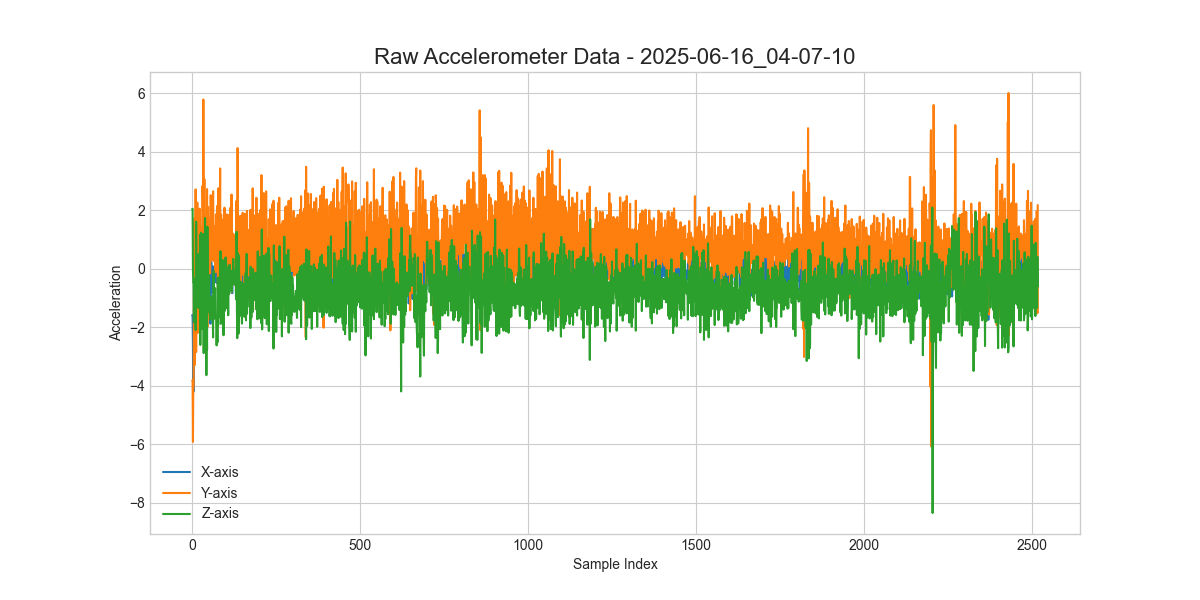 Raw Accelerometer Data - 2025-06-16_04-07-10
6
4
2
0
−2
−4
−6
−8
Acceleration
X-axis
Y-axis
Z-axis
0 500 1000 1500 2000 2500
Sample Index